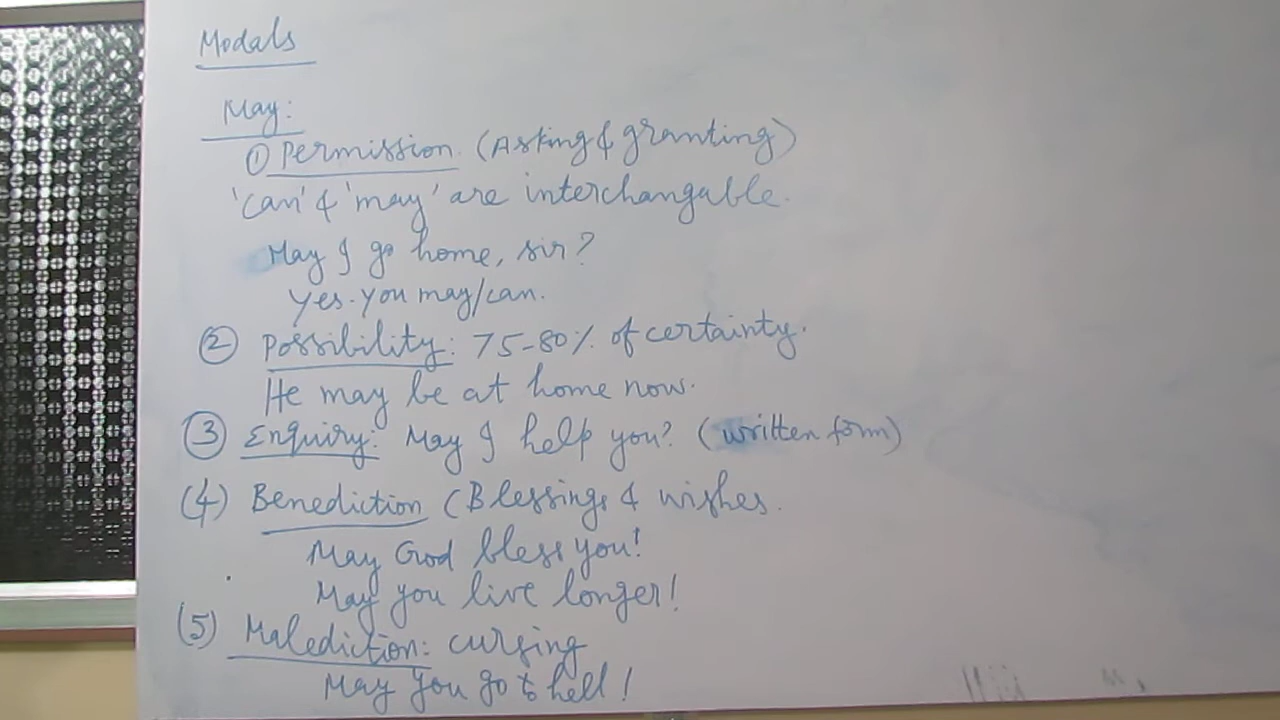 Modals
May:
① Permission. (Asking & granting)
'can' & 'may' are interchangable.
May I go home, sir?
Yes. You may/can.
② Possibility: 75-80% of certainty.
He may be at home now.
③ Enquiry: May I help you? (written form)
(4) Benediction (Blessings & wishes.
May God bless you!
May you live longer!
(5) Malediction: cursing
May you go to hell!